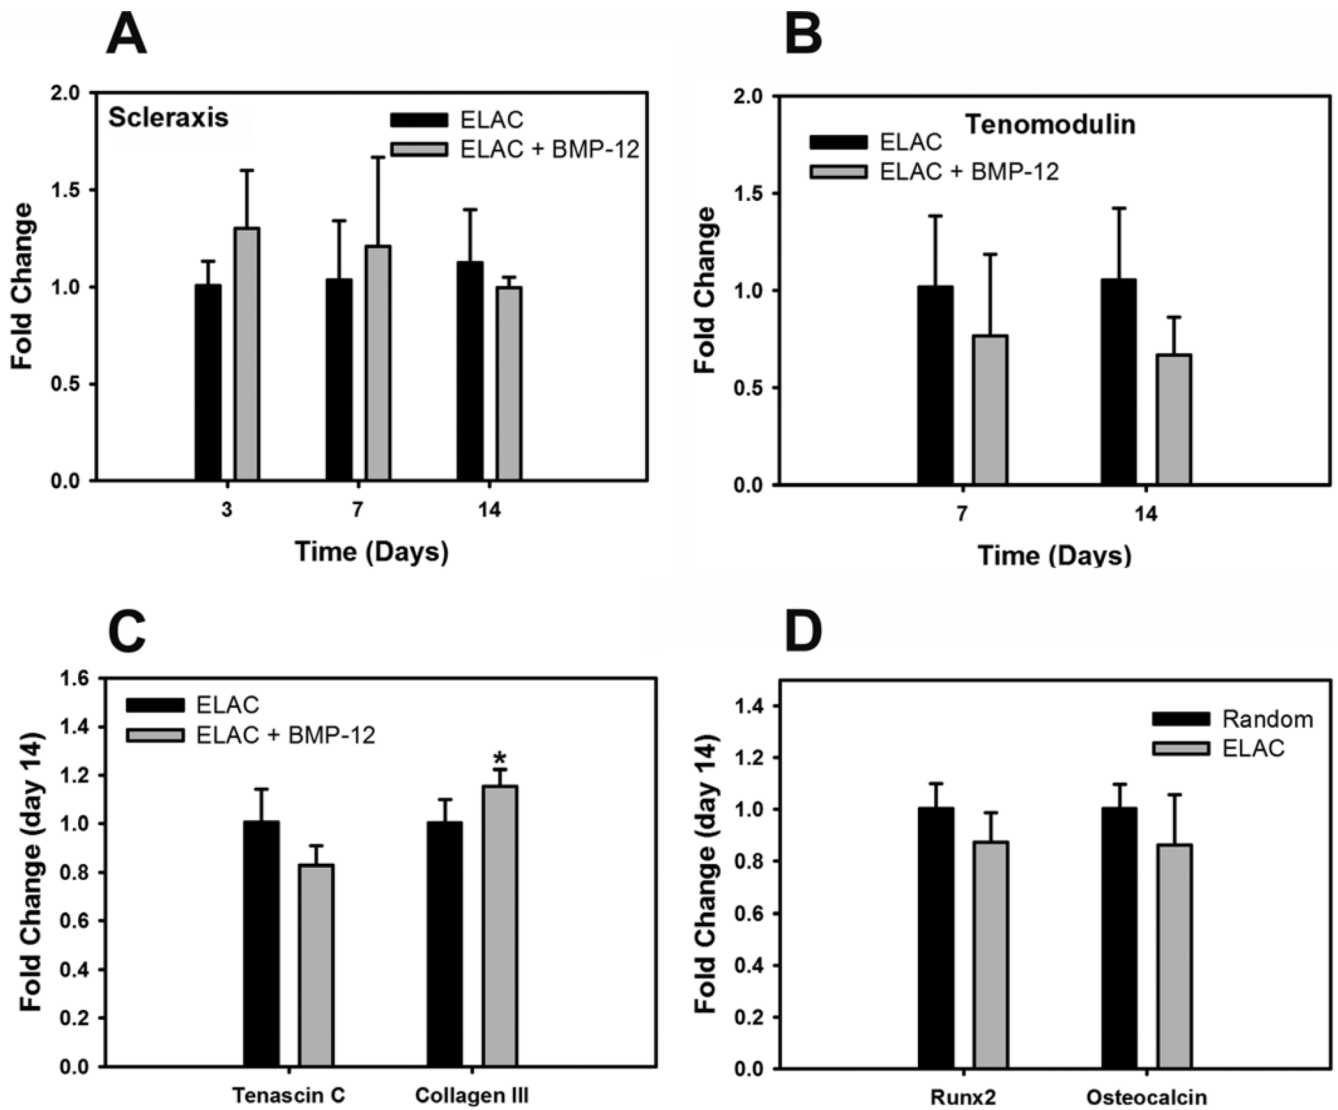 A
Scleraxis
ELAC
ELAC + BMP-12
2.0
1.5
1.0
0.5
0.0
Fold Change
3 7 14
Time (Days)
B
Tenomodulin
ELAC
ELAC + BMP-12
2.0
1.5
1.0
0.5
0.0
Fold Change
7 14
Time (Days)
C
ELAC
ELAC + BMP-12
*
1.6
1.4
1.2
1.0
0.8
0.6
0.4
0.2
0.0
Fold Change (day 14)
Tenascin C Collagen III
D
Random
ELAC
1.4
1.2
1.0
0.8
0.6
0.4
0.2
0.0
Fold Change (day 14)
Runx2 Osteocalcin